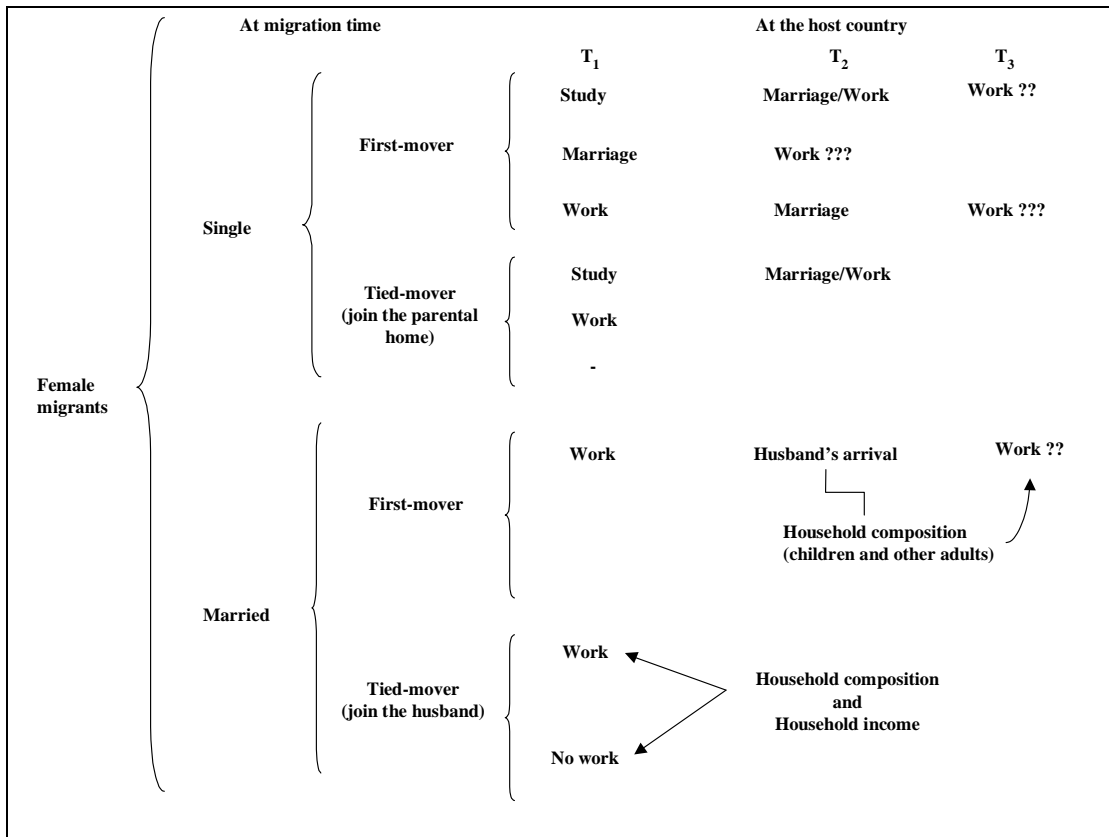 At migration time At the host country
T1 T2 T3
Study Marriage/Work Work ??
First-mover
Marriage Work ???
Work Marriage Work ???
Single
Study Marriage/Work
Tied-mover
(join the parental
home)
Work
-
Female
migrants
Work Husband's arrival Work ??
First-mover
Household composition
(children and other adults)
Married
Work
Tied-mover
(join the husband)
Household composition
and
Household income
No work